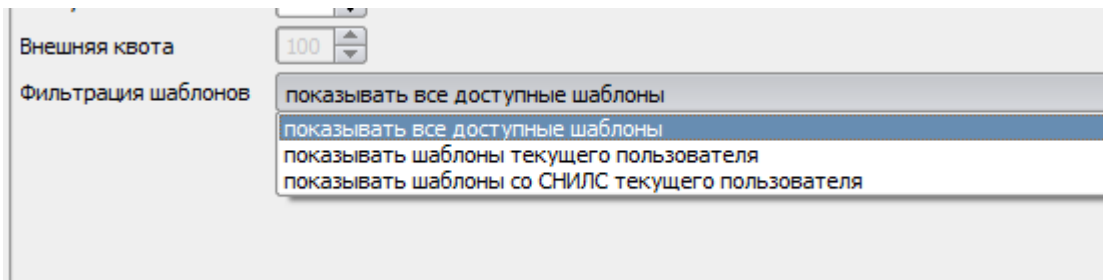 Внешняя квота 100
Фильтрация шаблонов показывать все доступные шаблоны
показывать все доступные шаблоны
показывать шаблоны текущего пользователя
показывать шаблоны со СНИЛС текущего пользователя